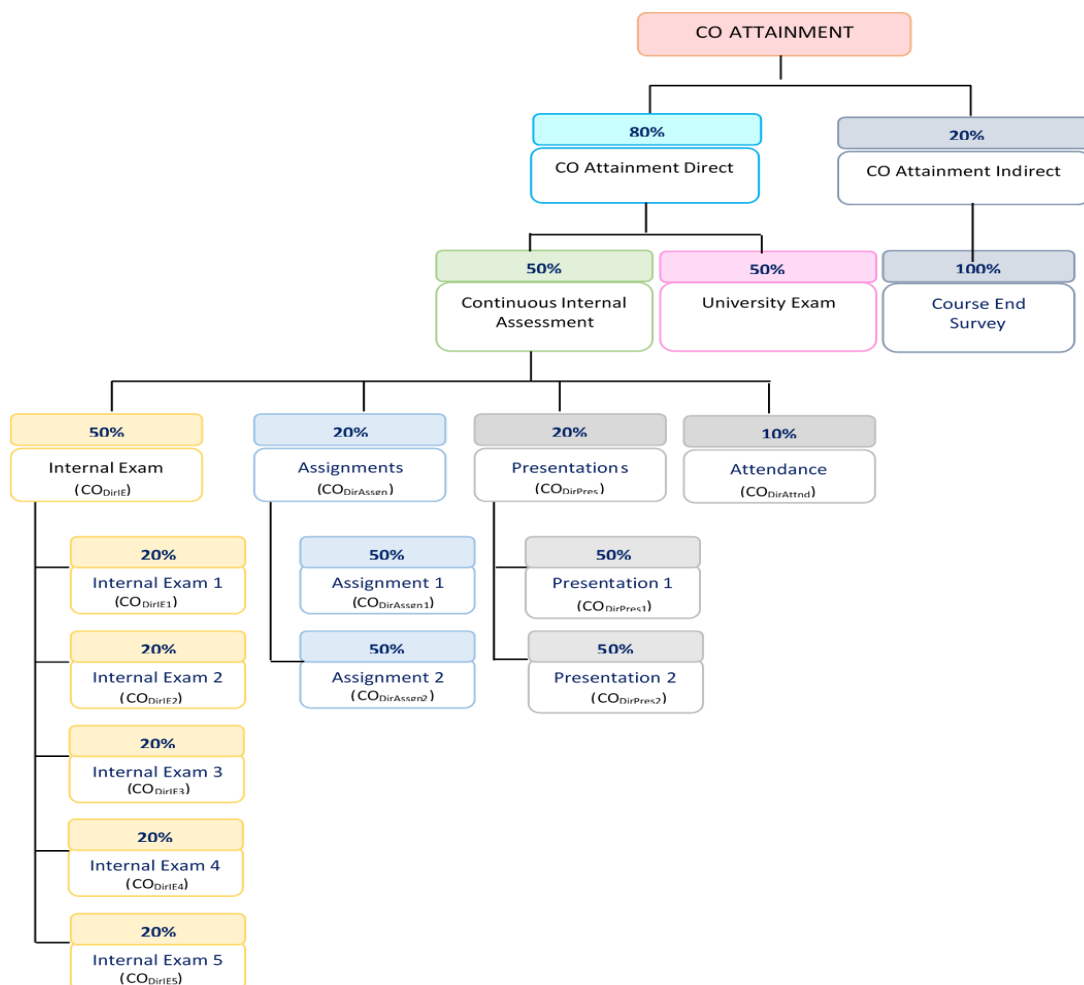 CO ATTAINMENT
80%
CO Attainment Direct
20%
CO Attainment Indirect
50%
Continuous Internal
Assessment
50%
University Exam
100%
Course End
Survey
50%
Internal Exam
(CODirIE)
20%
Assignments
(CODirAssgn)
20%
Presentations
(CODirPres)
10%
Attendance
(CODirAttnd)
20%
Internal Exam 1
(CODirIE1)
20%
Internal Exam 2
(CODirIE2)
20%
Internal Exam 3
(CODirIE3)
20%
Internal Exam 4
(CODirIE4)
20%
Internal Exam 5
(CODirIE5)
50%
Assignment 1
(CODirAssgn1)
50%
Assignment 2
(CODirAssgn2)
50%
Presentation 1
(CODirPres1)
50%
Presentation 2
(CODirPres2)